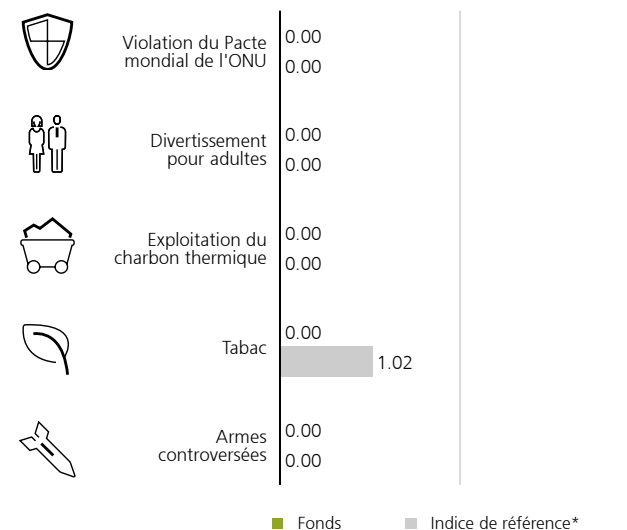 Violation du Pacte
mondial de l'ONU
0.00
0.00
Divertissement
pour adultes
0.00
0.00
Exploitation du
charbon thermique
0.00
0.00
Tabac
0.00
1.02
Armes
controversées
0.00
0.00
Fonds
Indice de référence*